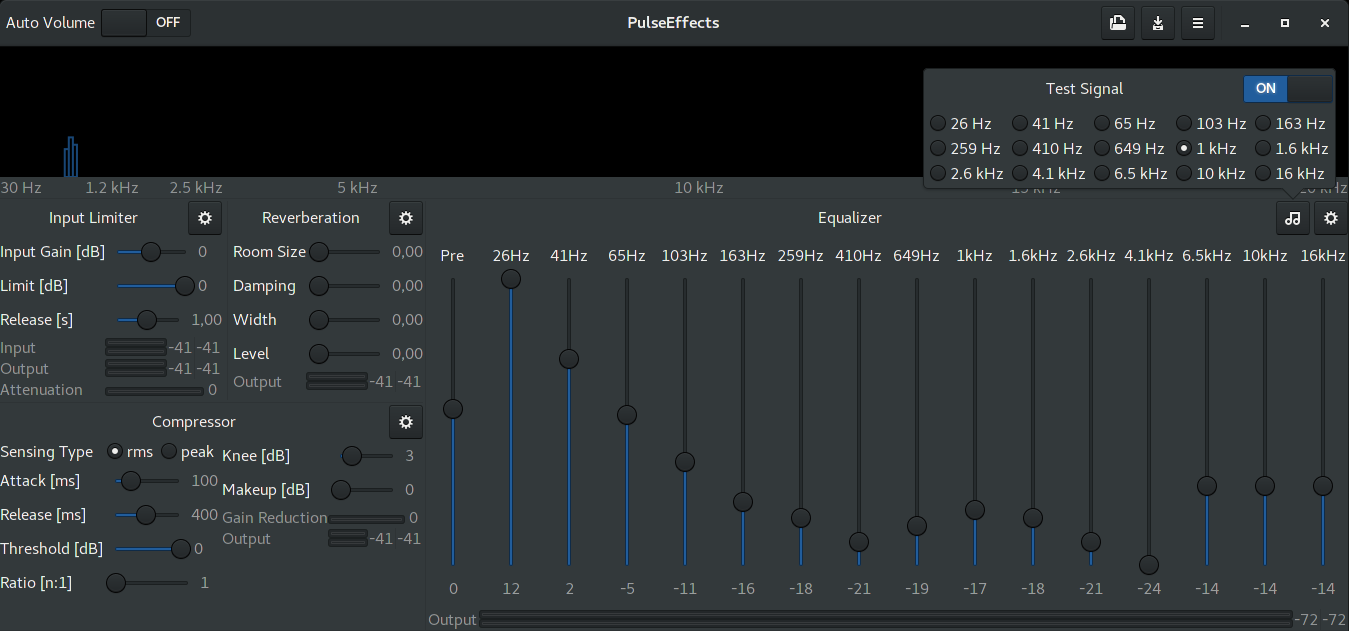 Auto Volume OFF PulseEffects
Test Signal ON
26 Hz 41 Hz 65 Hz 103 Hz 163 Hz
259 Hz 410 Hz 649 Hz 1 kHz 1.6 kHz
2.6 kHz 4.1 kHz 6.5 kHz 10 kHz 16 kHz
30 Hz 1.2 kHz 2.5 kHz 5 kHz 10 kHz
Input Limiter
Input Gain [dB] 0
Limit [dB] 0
Release [s] 1,00
Input -41 -41
Output -41 -41
Attenuation 0
Reverberation
Room Size 0,00
Damping 0,00
Width 0,00
Level 0,00
Output -41 -41
Compressor
Sensing Type rms peak
Attack [ms] 100
Release [ms] 400
Threshold [dB] 0
Ratio [n:1] 1
Knee [dB] 3
Makeup [dB] 0
Gain Reduction 0
Output -41 -41
Equalizer
Pre 26Hz 41Hz 65Hz 103Hz 163Hz 259Hz 410Hz 649Hz 1kHz 1.6kHz 2.6kHz 4.1kHz 6.5kHz 10kHz 16kHz
0 12 2 -5 -11 -16 -18 -21 -19 -17 -18 -21 -24 -14 -14 -14
Output -72 -72